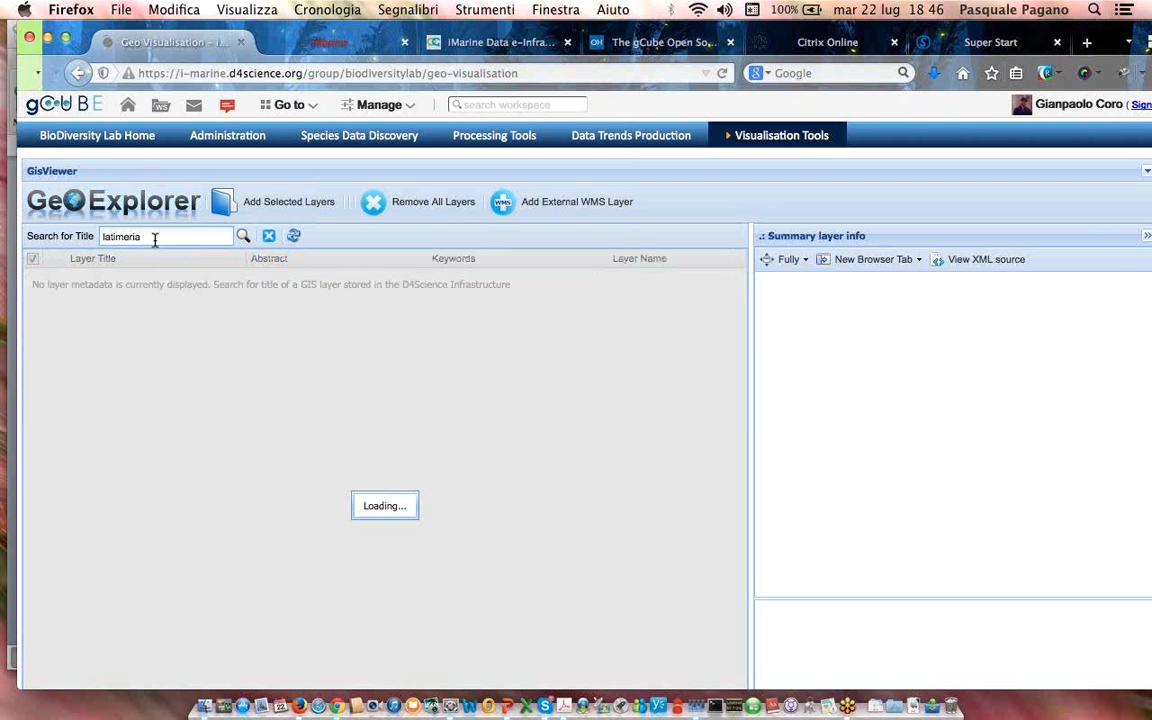 Firefox File Modifica Visualizza Cronologia Segnalibri Strumenti Finestra Aiuto 100% mar 22 lug 18 46 Pasquale Pagano
Geo Visualisation – i... iMarine iMarine Data e-Infra... The gCube Open So... Citrix Online Super Start
https://i-marine.d4science.org/group/biodiversitylab/geo-visualisation Google
gCUBE Go to Manage search workspace Gianpaolo Coro ( Sign
BioDiversity Lab Home Administration Species Data Discovery Processing Tools Data Trends Production Visualisation Tools
GisViewer
GeoExplorer Add Selected Layers Remove All Layers WMS Add External WMS Layer
Search for Title latimeria .: Summary layer info
Layer Title Abstract Keywords Layer Name Fully New Browser Tab View XML source
No layer metadata is currently displayed. Search for title of a GIS layer stored in the D4Science Infrastructure
Loading...